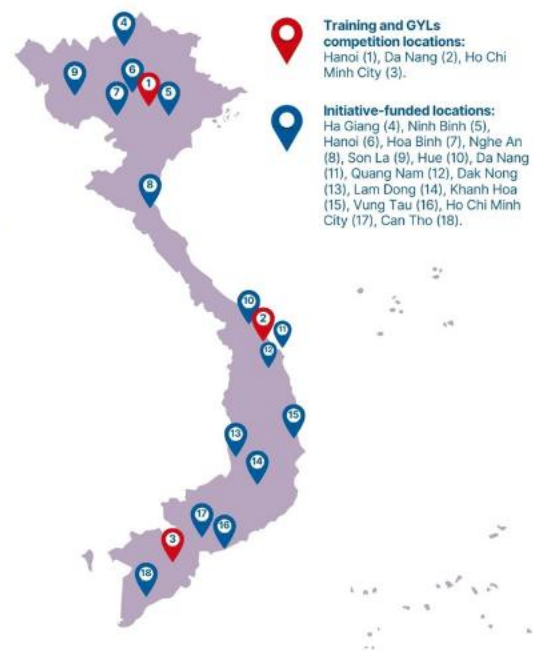 Training and GYLs
competition locations:
Hanoi (1), Da Nang (2), Ho Chi
Minh City (3).
Initiative-funded locations:
Ha Giang (4), Ninh Binh (5),
Hanoi (6), Hoa Binh (7), Nghe An
(8), Son La (9), Hue (10), Da Nang
(11), Quang Nam (12), Dak Nong
(13), Lam Dong (14), Khanh Hoa
(15), Vung Tau (16), Ho Chi Minh
City (17), Can Tho (18).
4
6
9
1
7
5
8
10
2
11
12
15
13
14
17
16
3
18